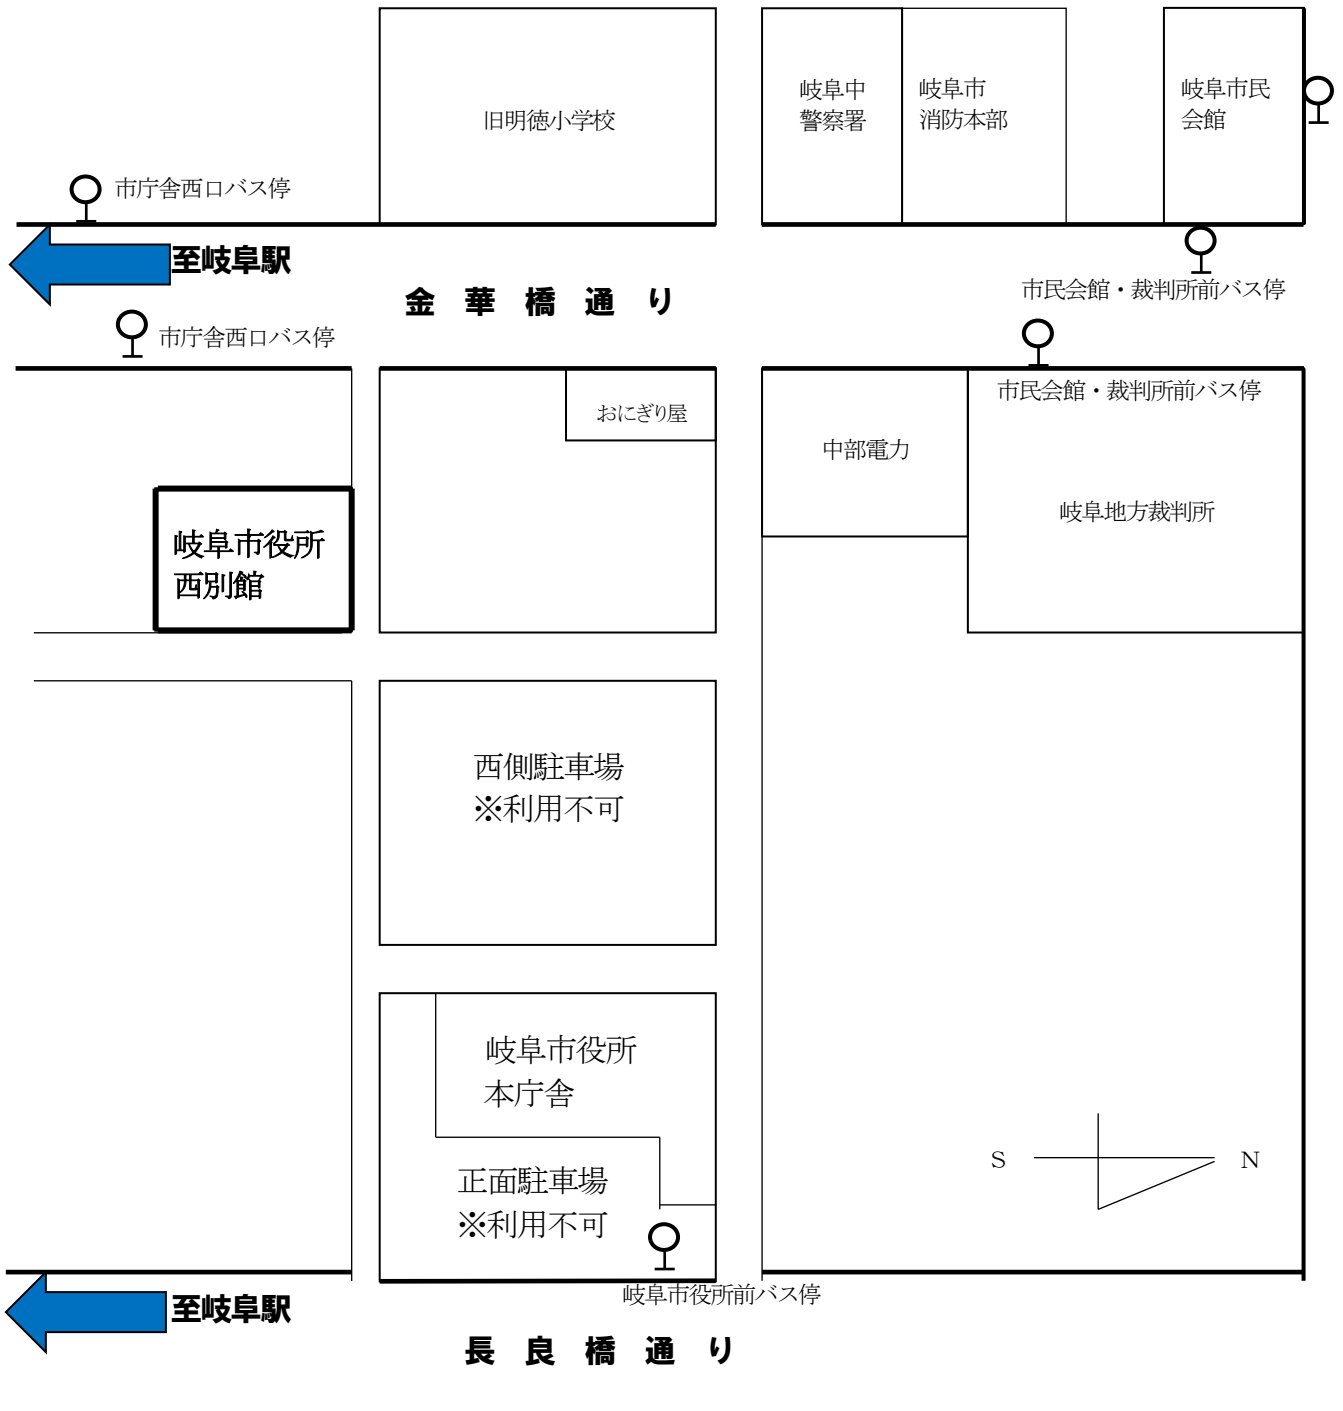 旧明徳小学校
岐阜中
警察署
岐阜市
消防本部
岐阜市民
会館
市庁舎西口バス停
至岐阜駅
金華橋通り
市民会館・裁判所前バス停
市庁舎西口バス停
市民会館・裁判所前バス停
おにぎり屋
中部電力
岐阜地方裁判所
岐阜市役所
西別館
西側駐車場
※利用不可
岐阜市役所
本庁舎
正面駐車場
※利用不可
S
N
岐阜市役所前バス停
至岐阜駅
長良橋通り